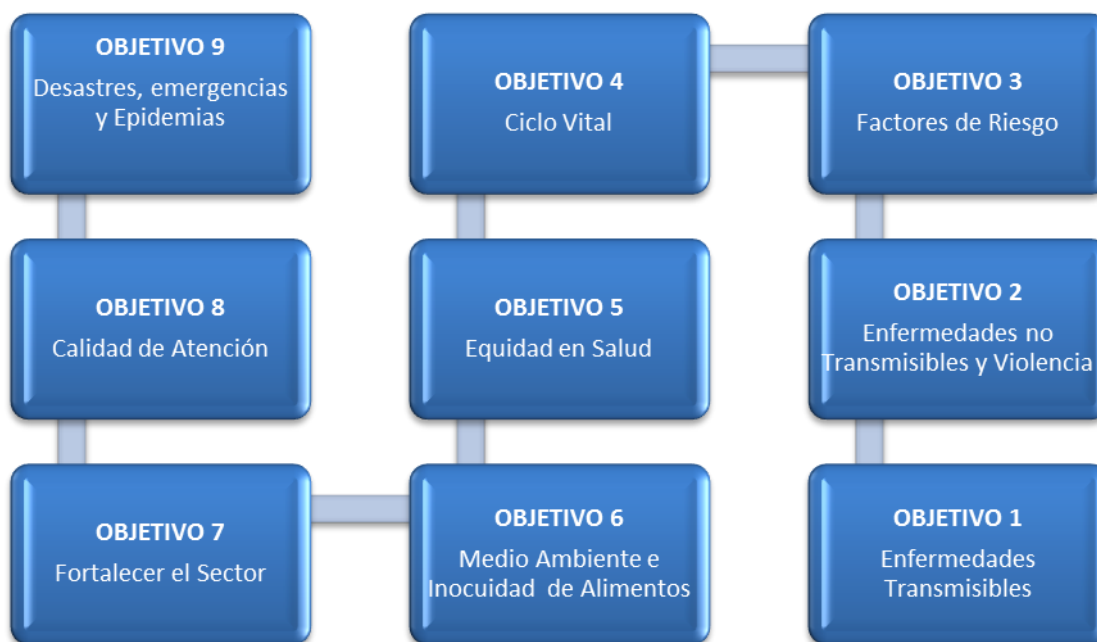 OBJETIVO 9
Desastres, emergencias
y Epidemias
OBJETIVO 4
Ciclo Vital
OBJETIVO 3
Factores de Riesgo
OBJETIVO 8
Calidad de Atención
OBJETIVO 5
Equidad en Salud
OBJETIVO 2
Enfermedades no
Transmisibles y Violencia
OBJETIVO 7
Fortalecer el Sector
OBJETIVO 6
Medio Ambiente e
Inocuidad de Alimentos
OBJETIVO 1
Enfermedades
Transmisibles